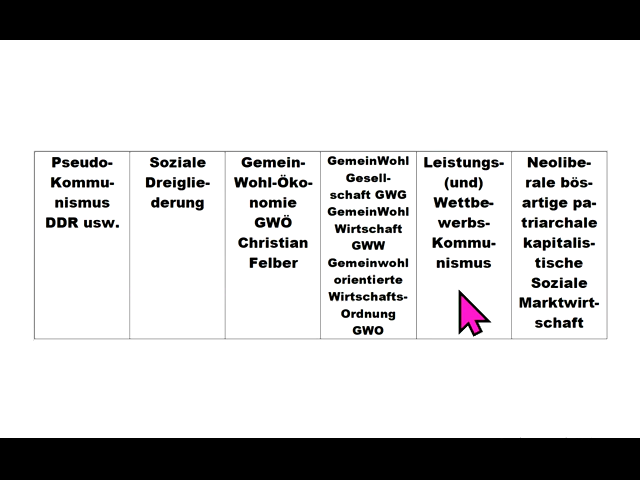 Pseudo-
Kommu-
nismus
DDR usw.
Soziale
Dreiglie-
derung
Gemein-
Wohl-Öko-
nomie
GWÖ
Christian
Felber
GemeinWohl
Gesell-
schaft GWG
GemeinWohl
Wirtschaft
GWW
Gemeinwohl
orientierte
Wirtschafts-
Ordnung
GWO
Leistungs-
(und)
Wettbe-
werbs-
Kommu-
nismus
Neolibe-
rale bös-
artige pa-
triarchale
kapitalis-
tische
Soziale
Marktwirt-
schaft